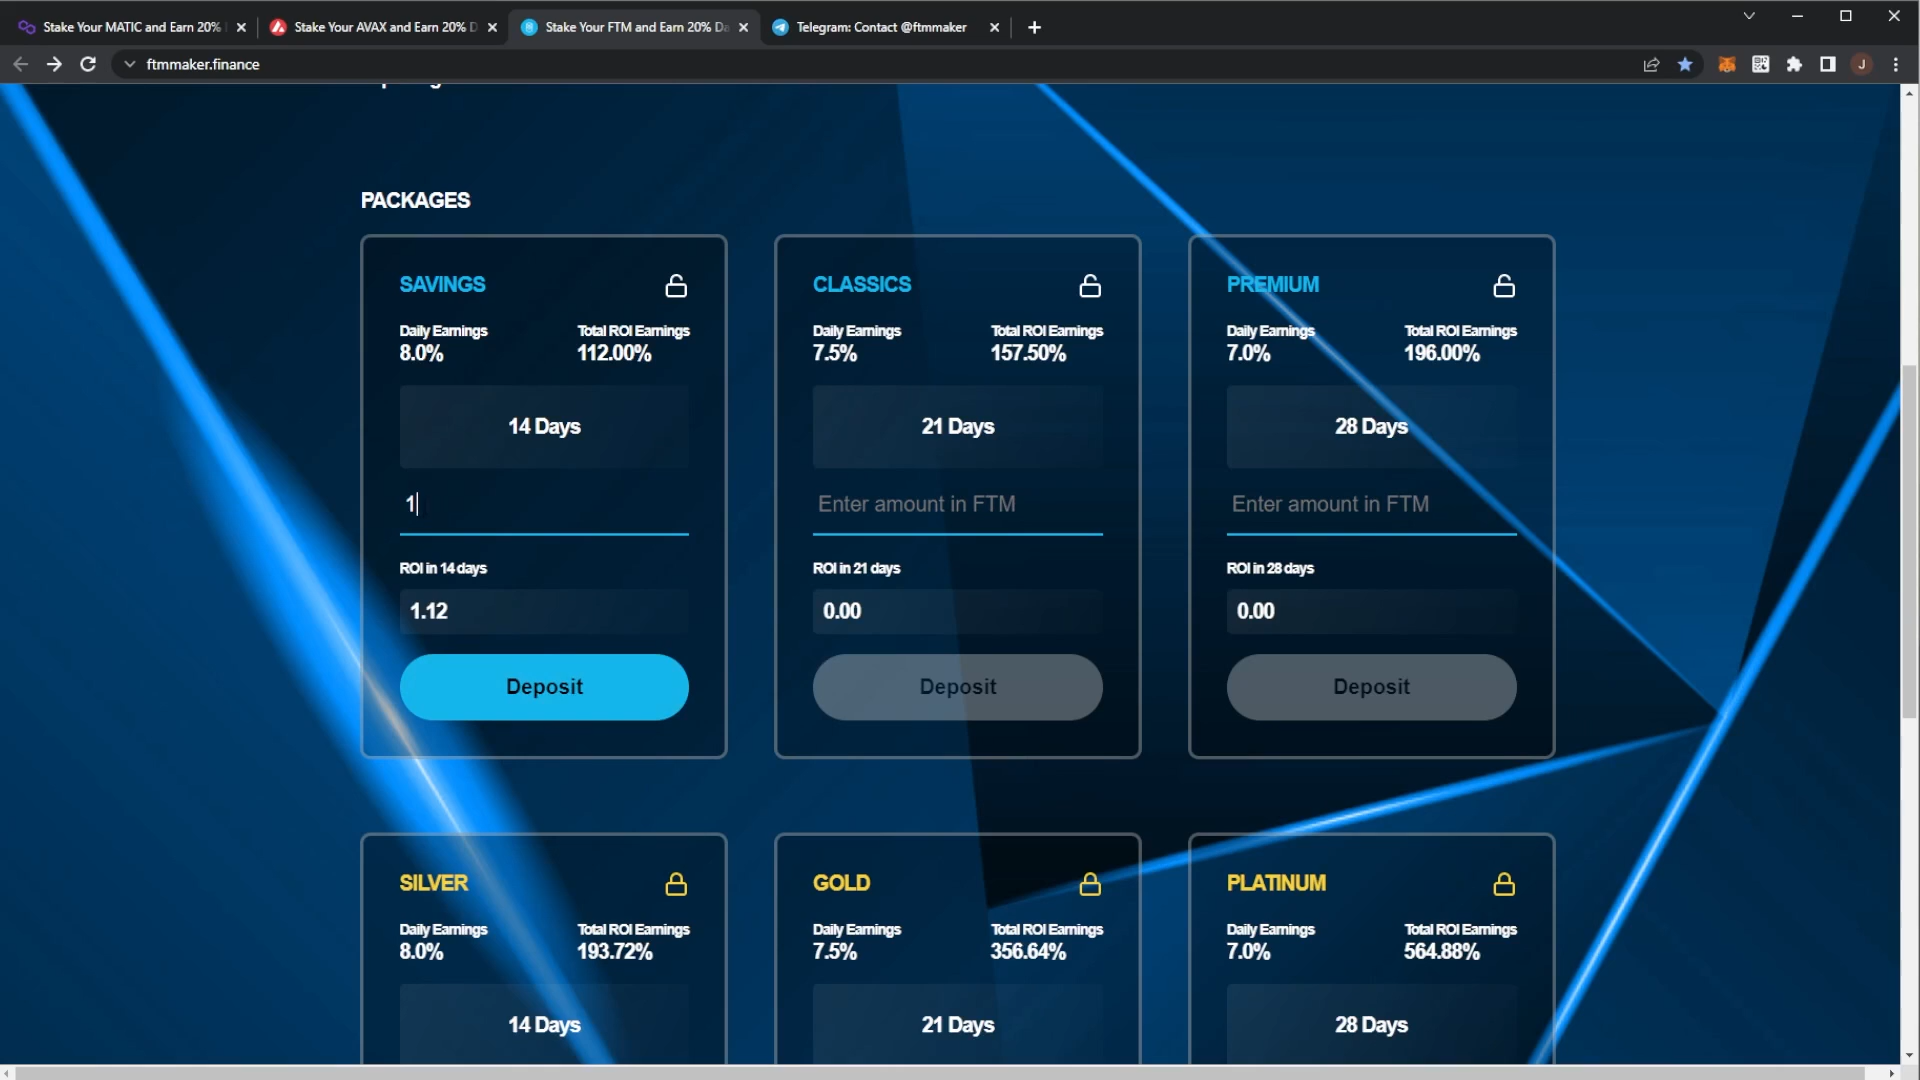 Stake Your MATIC and Earn 20%
Stake Your AVAX and Earn 20% D
Stake Your FTM and Earn 20% Da
Telegram: Contact @ftmmaker
ftmmaker.finance
J
PACKAGES
SAVINGS
Daily Earnings Total ROI Earnings
8.0% 112.00%
14 Days
1
ROI in 14 days
1.12
Deposit
CLASSICS
Daily Earnings Total ROI Earnings
7.5% 157.50%
21 Days
Enter amount in FTM
ROI in 21 days
0.00
Deposit
PREMIUM
Daily Earnings Total ROI Earnings
7.0% 196.00%
28 Days
Enter amount in FTM
ROI in 28 days
0.00
Deposit
SILVER
Daily Earnings Total ROI Earnings
8.0% 193.72%
14 Days
GOLD
Daily Earnings Total ROI Earnings
7.5% 356.64%
21 Days
PLATINUM
Daily Earnings Total ROI Earnings
7.0% 564.88%
28 Days